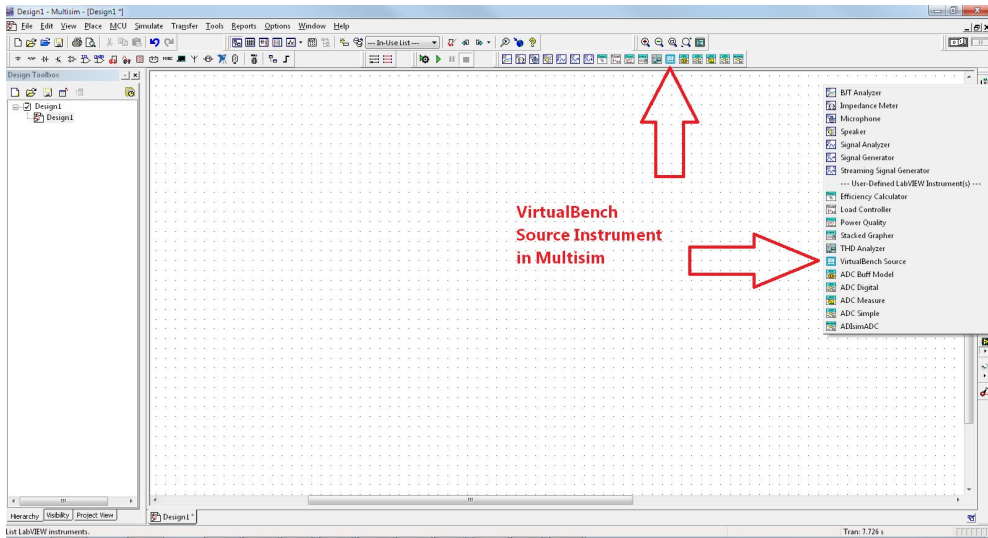 Design1 - Multisim - [Design1 *]
File Edit View Place MCU Simulate Transfer Tools Reports Options Window Help
--- In-Use List ---
Design Toolbox
Design1
Design1
VirtualBench
Source Instrument
in Multisim
BJT Analyzer
Impedance Meter
Microphone
Speaker
Signal Analyzer
Signal Generator
Streaming Signal Generator
--- User-Defined LabVIEW Instrument(s) ---
Efficiency Calculator
Load Controller
Power Quality
Stacked Grapher
THD Analyzer
VirtualBench Source
ADC Buff Model
ADC Digital
ADC Measure
ADC Simple
ADIsimADC
Hierarchy Visibility Project View
Design1 *
List LabVIEW instruments.
Tran: 7.726 s